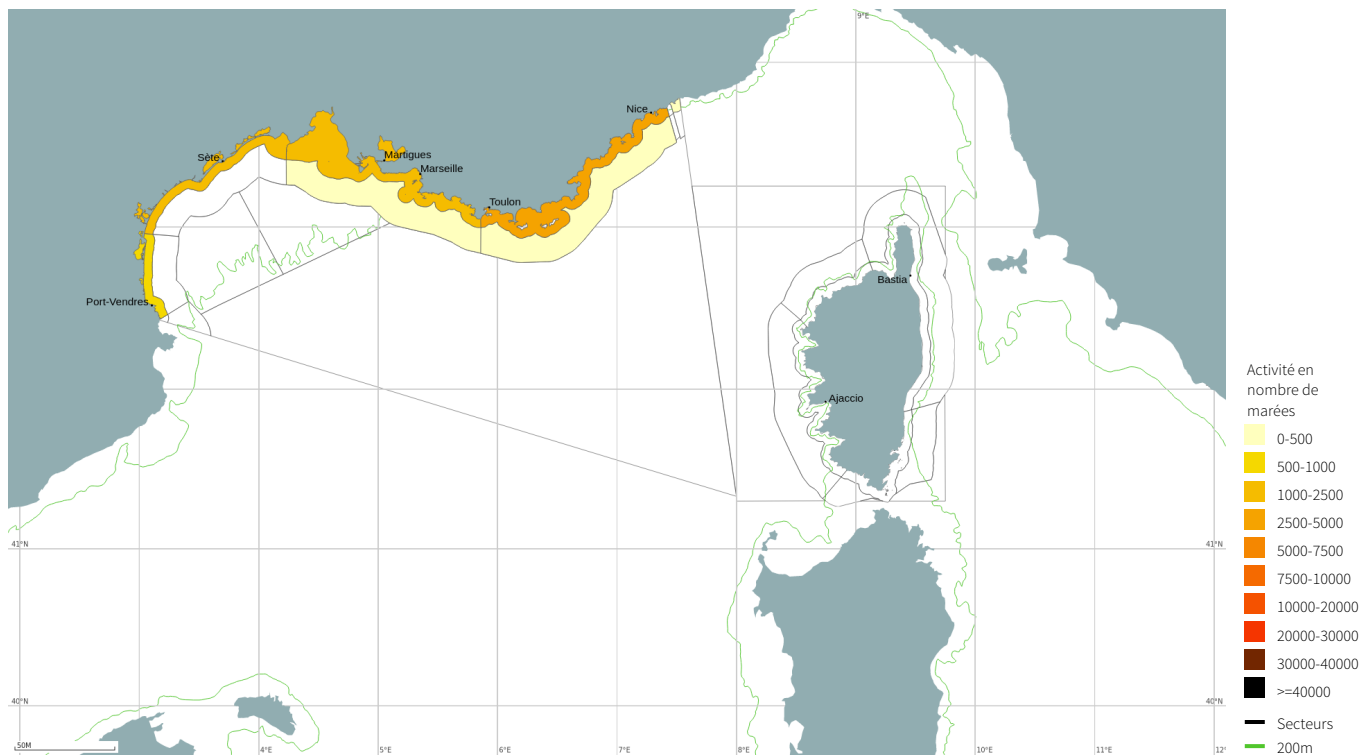 9°E
Nice
Sète
Martigues
Marseille
Toulon
Port-Vendres
Bastia
Ajaccio
41°N
41°N
40°N
40°N
50M
4°E
5°E
6°E
7°E
8°E
10°E
11°E
12°E
Activité en
nombre de
marées
0-500
500-1000
1000-2500
2500-5000
5000-7500
7500-10000
10000-20000
20000-30000
30000-40000
>=40000
Secteurs
200m